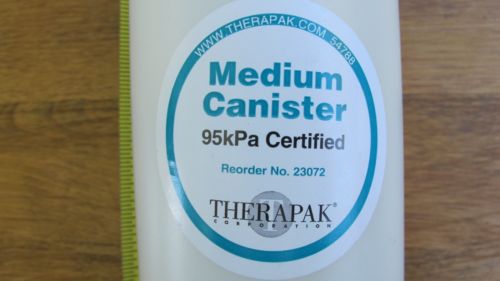 WWW.THERAPAK.COM 54788
Medium
Canister
95kPa Certified
Reorder No. 23072
THERAPAK®
CORPORATION